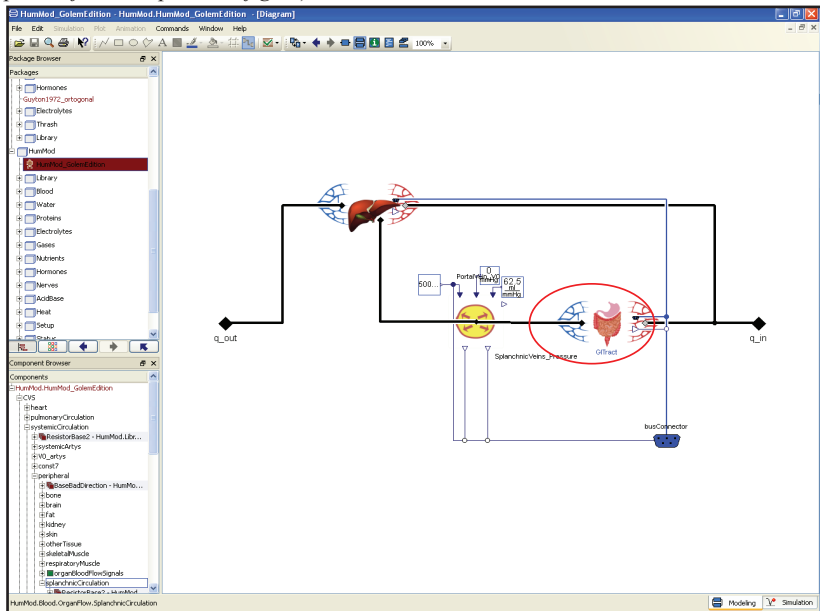 HumMod.HumMod_GolemEdition - HumMod.HumMod_GolemEdition - [Diagram]
File Edit Simulation Plot Animation Commands Window Help
100%
Package Browser
Packages
Hormones
Guyton1972_ortogonal
Electrolytes
Thrash
Library
HumMod
HumMod_GolemEdition
Library
Blood
Water
Proteins
Electrolytes
Gases
Nutrients
Hormones
Nerves
AcidBase
Heat
Setup
Status
Component Browser
Components
HumMod.HumMod_GolemEdition
CVS
heart
pulmonaryCirculation
systemicCirculation
ResistorBase2 - HumMod.Libr...
systemicArtys
V0_artys
const7
peripheral
BaseBadDirection - HumMo...
bone
brain
fat
kidney
skin
otherTissue
skeletalMuscle
respiratoryMuscle
organBloodFlowSignals
splanchnicCirculation
ResistorBase2 - HumMod
q_out
500...
PortalVein_V0
0
mmHg
62.5
ml
mmHg
SplanchnicVeins_Pressure
GITract
q_in
busConnector
HumMod.Blood.OrganFlow.SplanchnicCirculation
Modeling
Simulation